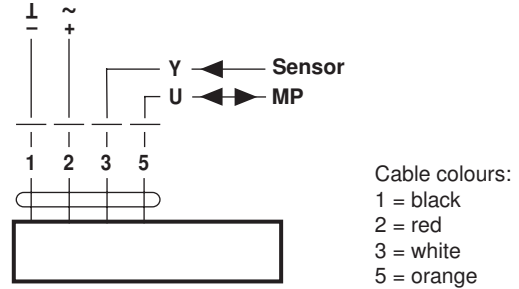 ⊥ ~
– +
Y Sensor
U MP
1 2 3 5
Cable colours:
1 = black
2 = red
3 = white
5 = orange